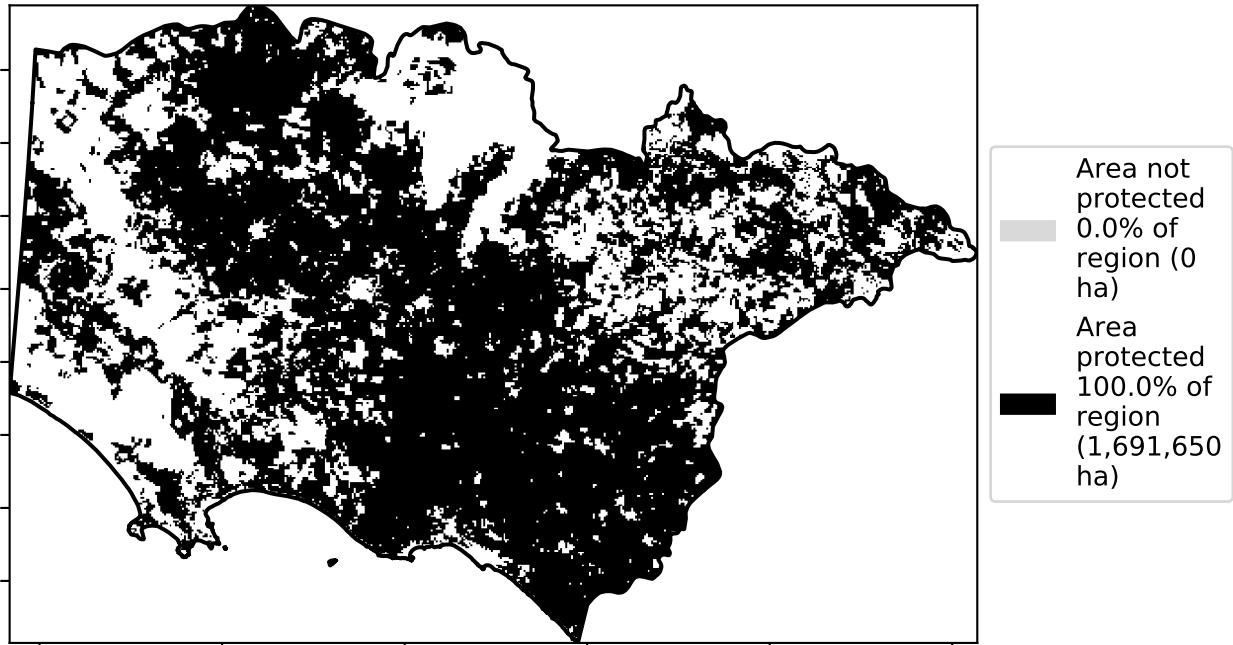 Area not
protected
0.0% of
region (0
ha)
Area
protected
100.0% of
region
(1,691,650
ha)